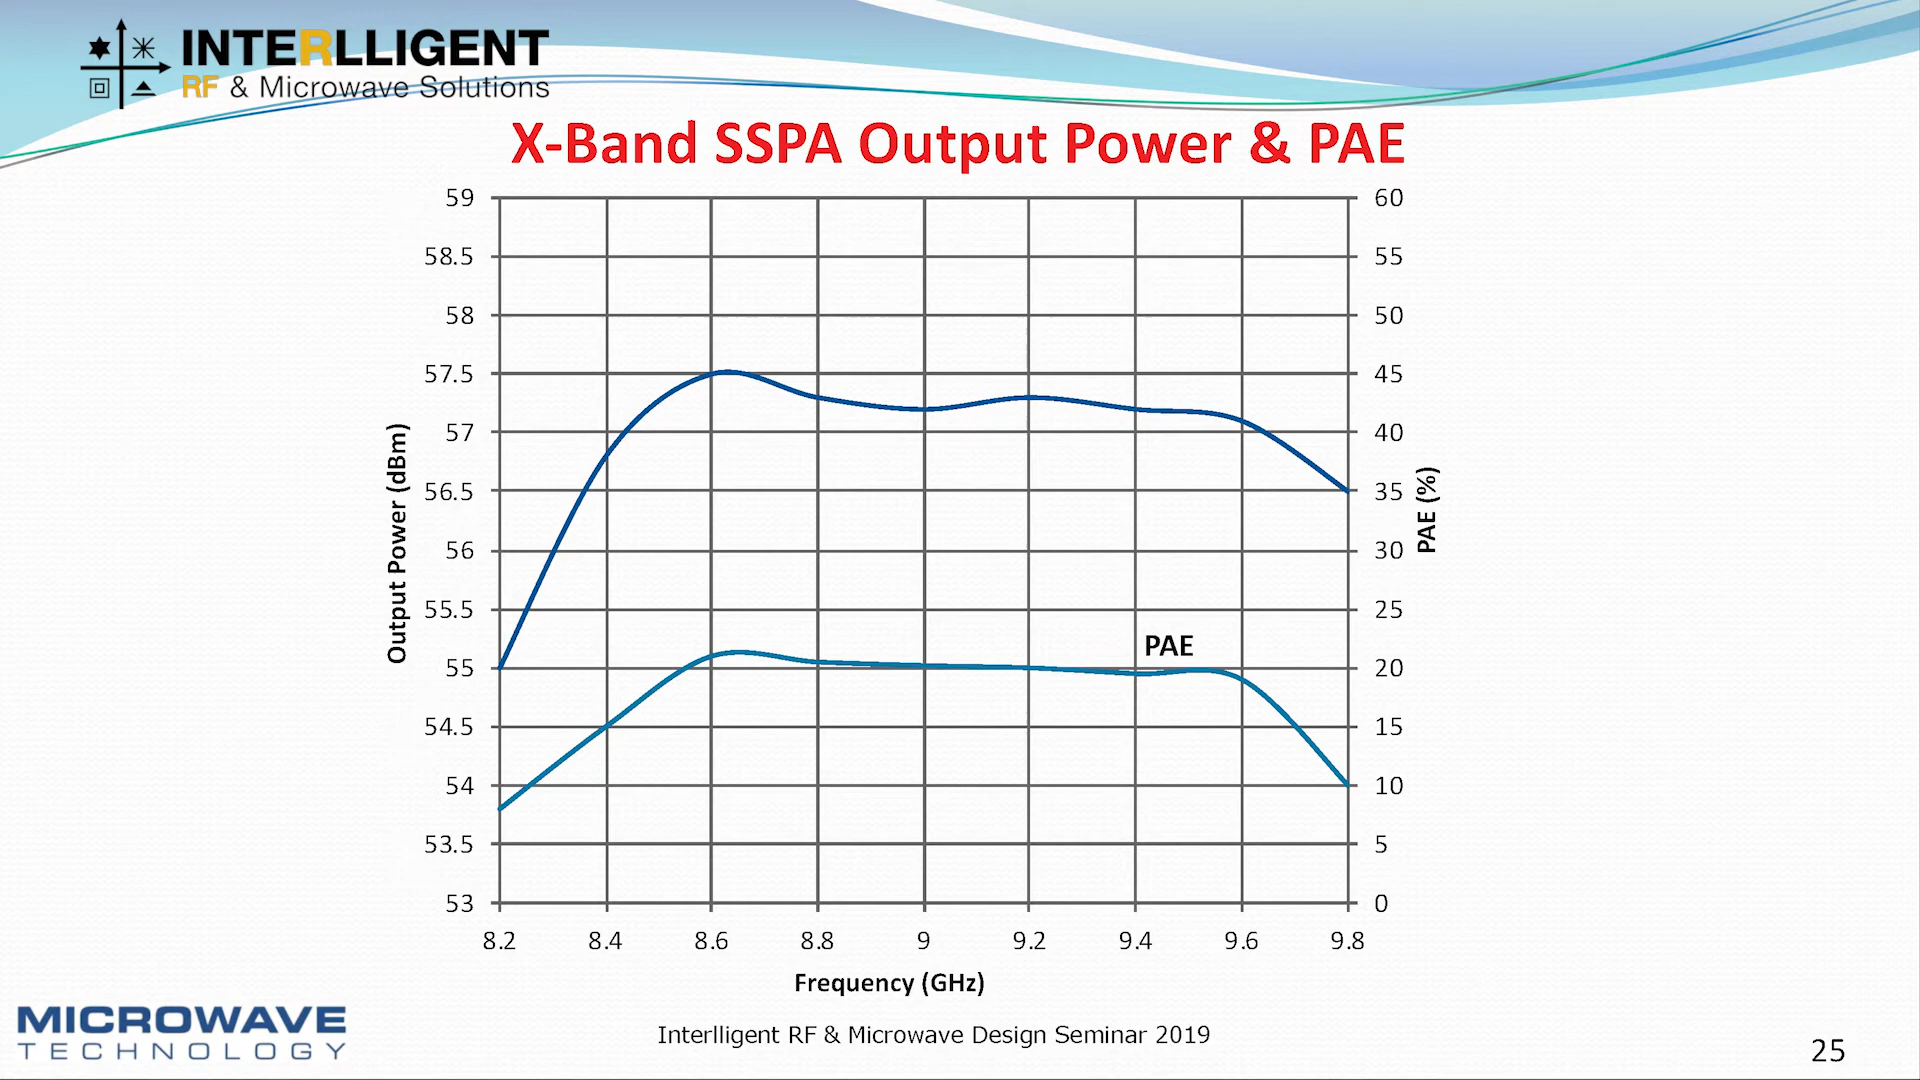 INTERLLIGENT
RF & Microwave Solutions
X-Band SSPA Output Power & PAE
59
58.5
58
57.5
57
56.5
56
55.5
55
54.5
54
53.5
53
Output Power (dBm)
60
55
50
45
40
35
30
25
20
15
10
5
0
PAE (%)
PAE
8.2 8.4 8.6 8.8 9 9.2 9.4 9.6 9.8
Frequency (GHz)
MICROWAVE
TECHNOLOGY
Interlligent RF & Microwave Design Seminar 2019
25